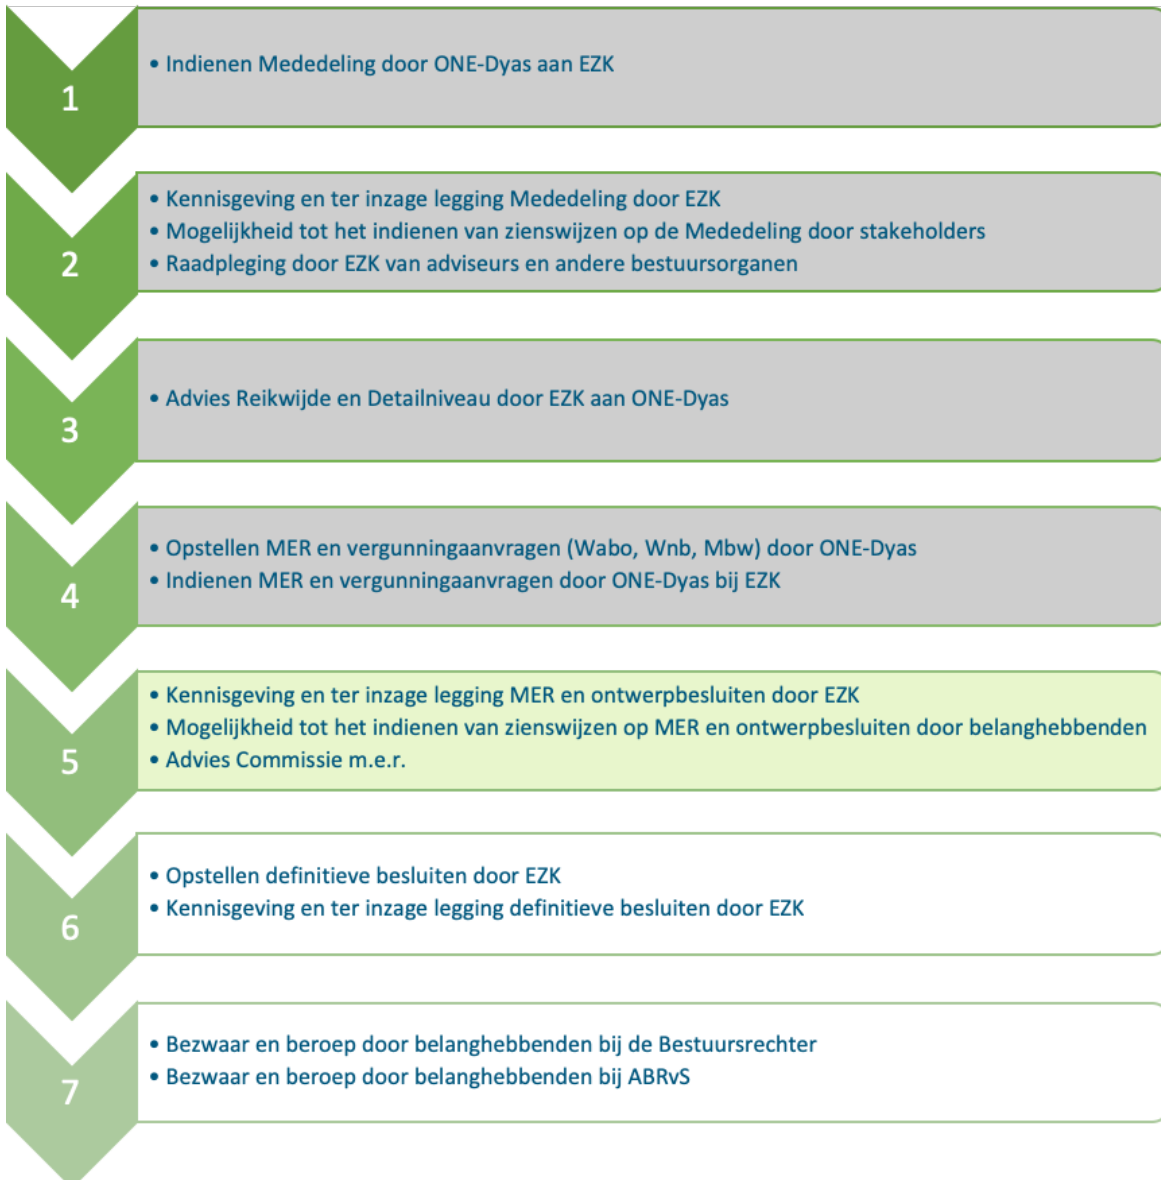 1
• Indienen Mededeling door ONE-Dyas aan EZK
2
• Kennisgeving en ter inzage legging Mededeling door EZK
• Mogelijkheid tot het indienen van zienswijzen op de Mededeling door stakeholders
• Raadpleging door EZK van adviseurs en andere bestuursorganen
3
• Advies Reikwijde en Detailniveau door EZK aan ONE-Dyas
4
• Opstellen MER en vergunningaanvragen (Wabo, Wnb, Mbw) door ONE-Dyas
• Indienen MER en vergunningaanvragen door ONE-Dyas bij EZK
5
• Kennisgeving en ter inzage legging MER en ontwerpbesluiten door EZK
• Mogelijkheid tot het indienen van zienswijzen op MER en ontwerpbesluiten door belanghebbenden
• Advies Commissie m.e.r.
6
• Opstellen definitieve besluiten door EZK
• Kennisgeving en ter inzage legging definitieve besluiten door EZK
7
• Bezwaar en beroep door belanghebbenden bij de Bestuursrechter
• Bezwaar en beroep door belanghebbenden bij ABRvS